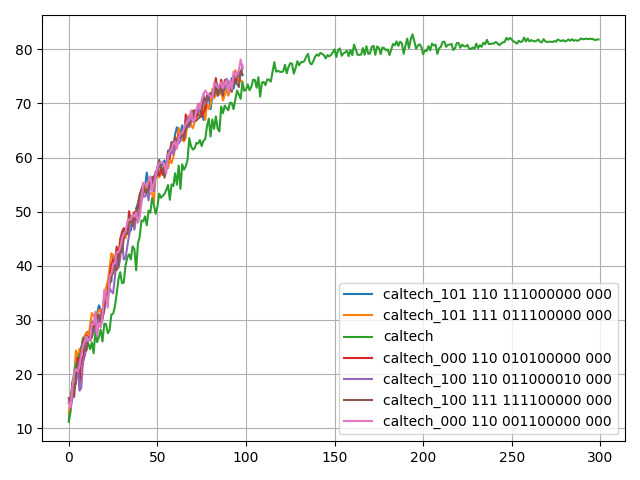 80
70
60
50
40
30
20
10
0
50
100
150
200
250
300
caltech_101 110 111000000 000
caltech_101 111 011100000 000
caltech
caltech_000 110 010100000 000
caltech_100 110 011000010 000
caltech_100 111 111100000 000
caltech_000 110 001100000 000